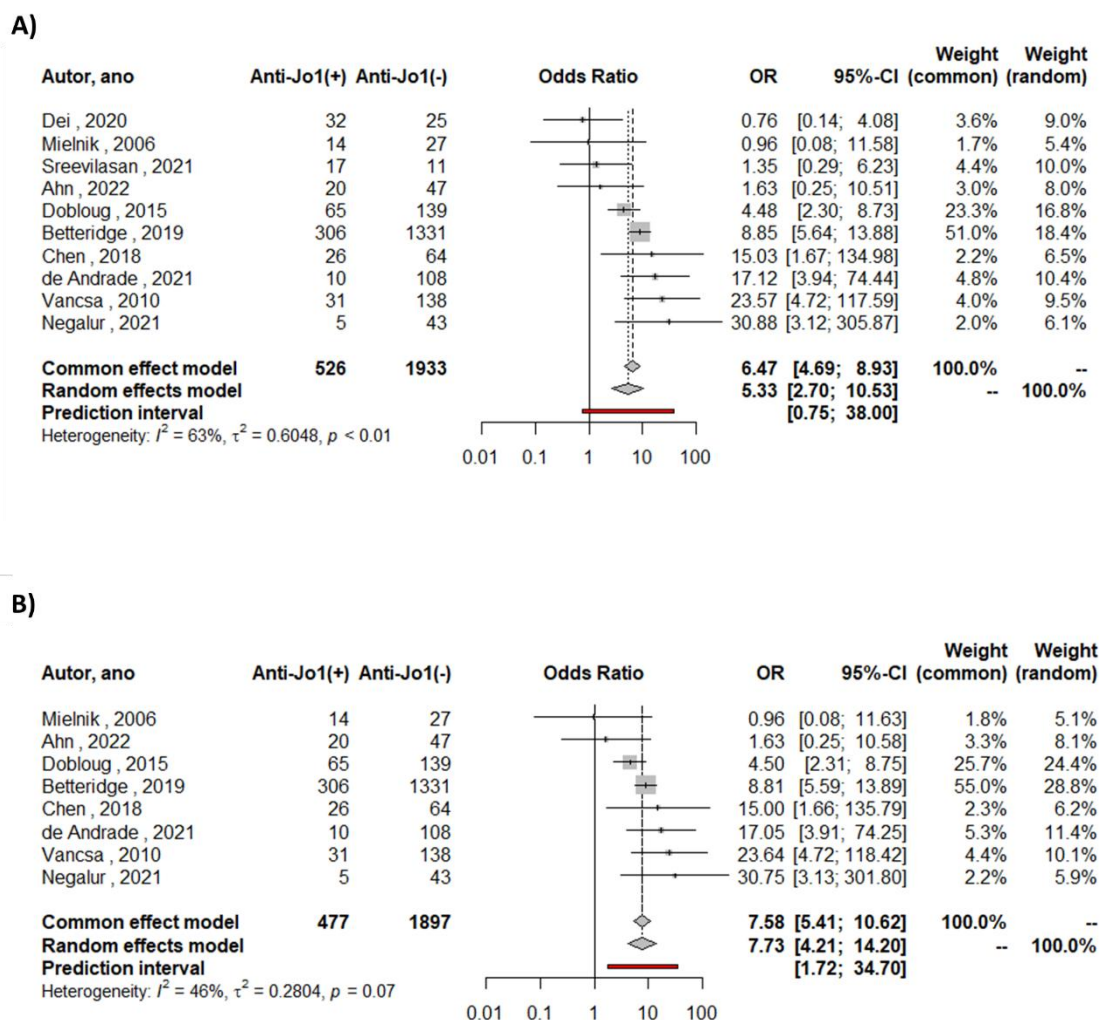 A)
Weight Weight
Autor, ano Anti-Jo1(+) Anti-Jo1(-) Odds Ratio OR 95%-CI (common) (random)
Dei , 2020 32 25 0.76 [0.14; 4.08] 3.6% 9.0%
Mielnik , 2006 14 27 0.96 [0.08; 11.58] 1.7% 5.4%
Sreevilasan , 2021 17 11 1.35 [0.29; 6.23] 4.4% 10.0%
Ahn , 2022 20 47 1.63 [0.25; 10.51] 3.0% 8.0%
Dobloug , 2015 65 139 4.48 [2.30; 8.73] 23.3% 16.8%
Betteridge , 2019 306 1331 8.85 [5.64; 13.88] 51.0% 18.4%
Chen , 2018 26 64 15.03 [1.67; 134.98] 2.2% 6.5%
de Andrade , 2021 10 108 17.12 [3.94; 74.44] 4.8% 10.4%
Vancsa , 2010 31 138 23.57 [4.72; 117.59] 4.0% 9.5%
Negalur , 2021 5 43 30.88 [3.12; 305.87] 2.0% 6.1%
Common effect model 526 1933 6.47 [4.69; 8.93] 100.0% --
Random effects model 5.33 [2.70; 10.53] -- 100.0%
Prediction interval [0.75; 38.00]
Heterogeneity: I² = 63%, τ² = 0.6048, p < 0.01
0.01 0.1 1 10 100
B)
Weight Weight
Autor, ano Anti-Jo1(+) Anti-Jo1(-) Odds Ratio OR 95%-CI (common) (random)
Mielnik , 2006 14 27 0.96 [0.08; 11.63] 1.8% 5.1%
Ahn , 2022 20 47 1.63 [0.25; 10.58] 3.3% 8.1%
Dobloug , 2015 65 139 4.50 [2.31; 8.75] 25.7% 24.4%
Betteridge , 2019 306 1331 8.81 [5.59; 13.89] 55.0% 28.8%
Chen , 2018 26 64 15.00 [1.66; 135.79] 2.3% 6.2%
de Andrade , 2021 10 108 17.05 [3.91; 74.25] 5.3% 11.4%
Vancsa , 2010 31 138 23.64 [4.72; 118.42] 4.4% 10.1%
Negalur , 2021 5 43 30.75 [3.13; 301.80] 2.2% 5.9%
Common effect model 477 1897 7.58 [5.41; 10.62] 100.0% --
Random effects model 7.73 [4.21; 14.20] -- 100.0%
Prediction interval [1.72; 34.70]
Heterogeneity: I² = 46%, τ² = 0.2804, p = 0.07
0.01 0.1 1 10 100